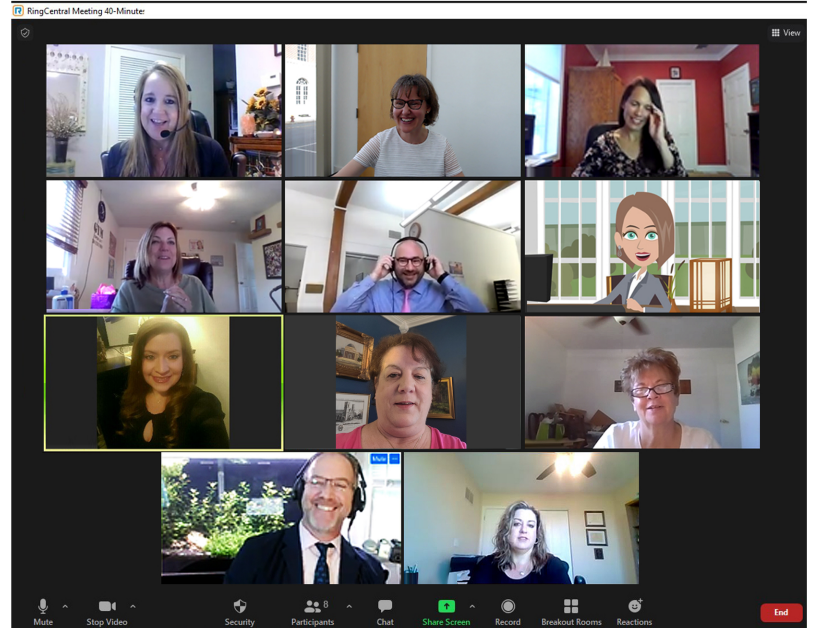 RingCentral Meeting 40-Minute
View
Mute
Mute
Stop Video
Security
8
Participants
Chat
Share Screen
Record
Breakout Rooms
Reactions
End